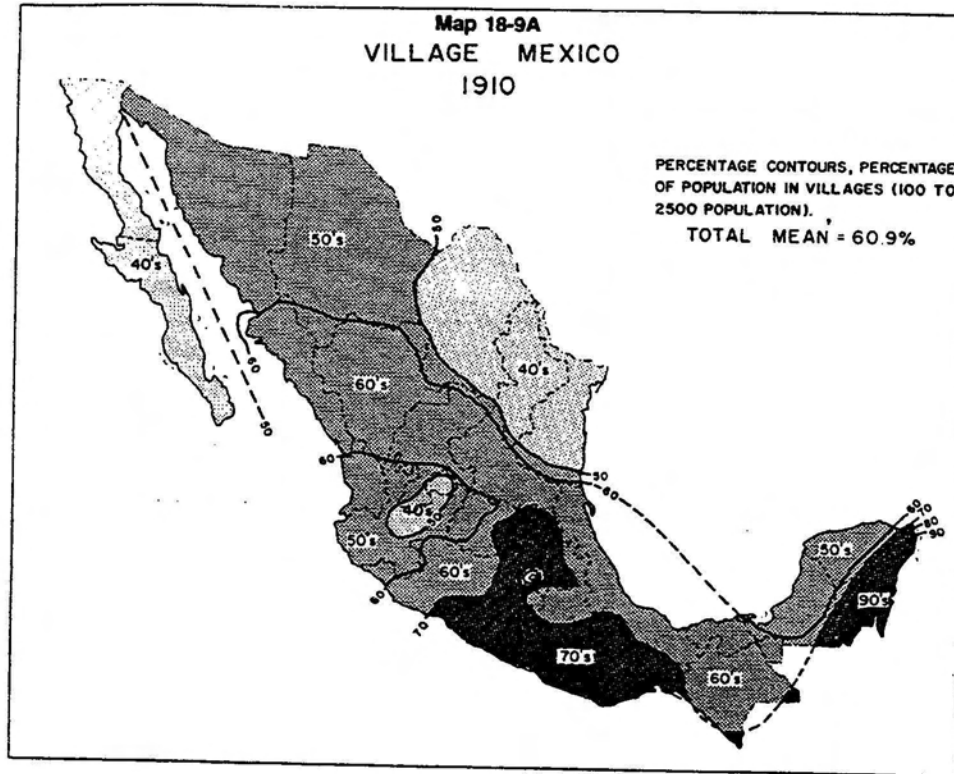 Map 18-9A
VILLAGE MEXICO
1910
PERCENTAGE CONTOURS, PERCENTAGE
OF POPULATION IN VILLAGES (100 TO
2500 POPULATION).
TOTAL MEAN = 60.9%
50
50's
40's
60
40's
60's
50
60
50
60
40's
50
50's
60's
60
70
70's
60's
50's
60
70
80
90
90's